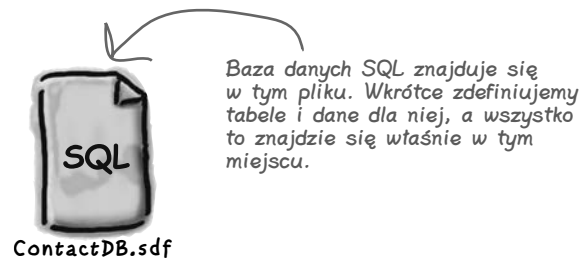 Baza danych SQL znajduje się
w tym pliku. Wkrótce zdefiniujemy
tabele i dane dla niej, a wszystko
to znajdzie się właśnie w tym
miejscu.
SQL
ContactDB.sdf